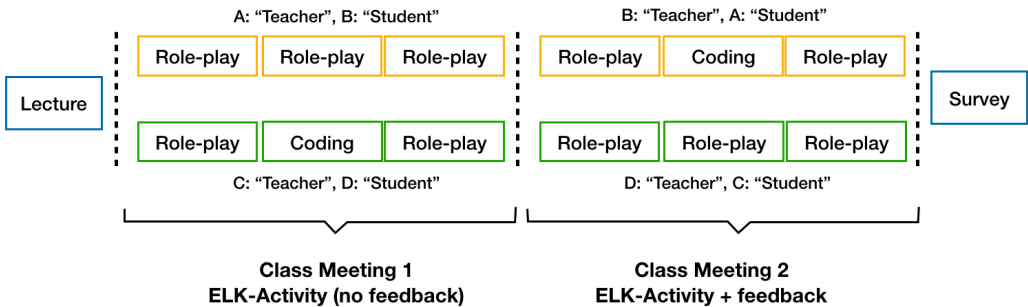 A: “Teacher”, B: “Student”
B: “Teacher”, A: “Student”
Role-play Role-play Role-play
Role-play Coding Role-play
Lecture
Survey
Role-play Coding Role-play
Role-play Role-play Role-play
C: “Teacher”, D: “Student”
D: “Teacher”, C: “Student”
Class Meeting 1
ELK-Activity (no feedback)
Class Meeting 2
ELK-Activity + feedback